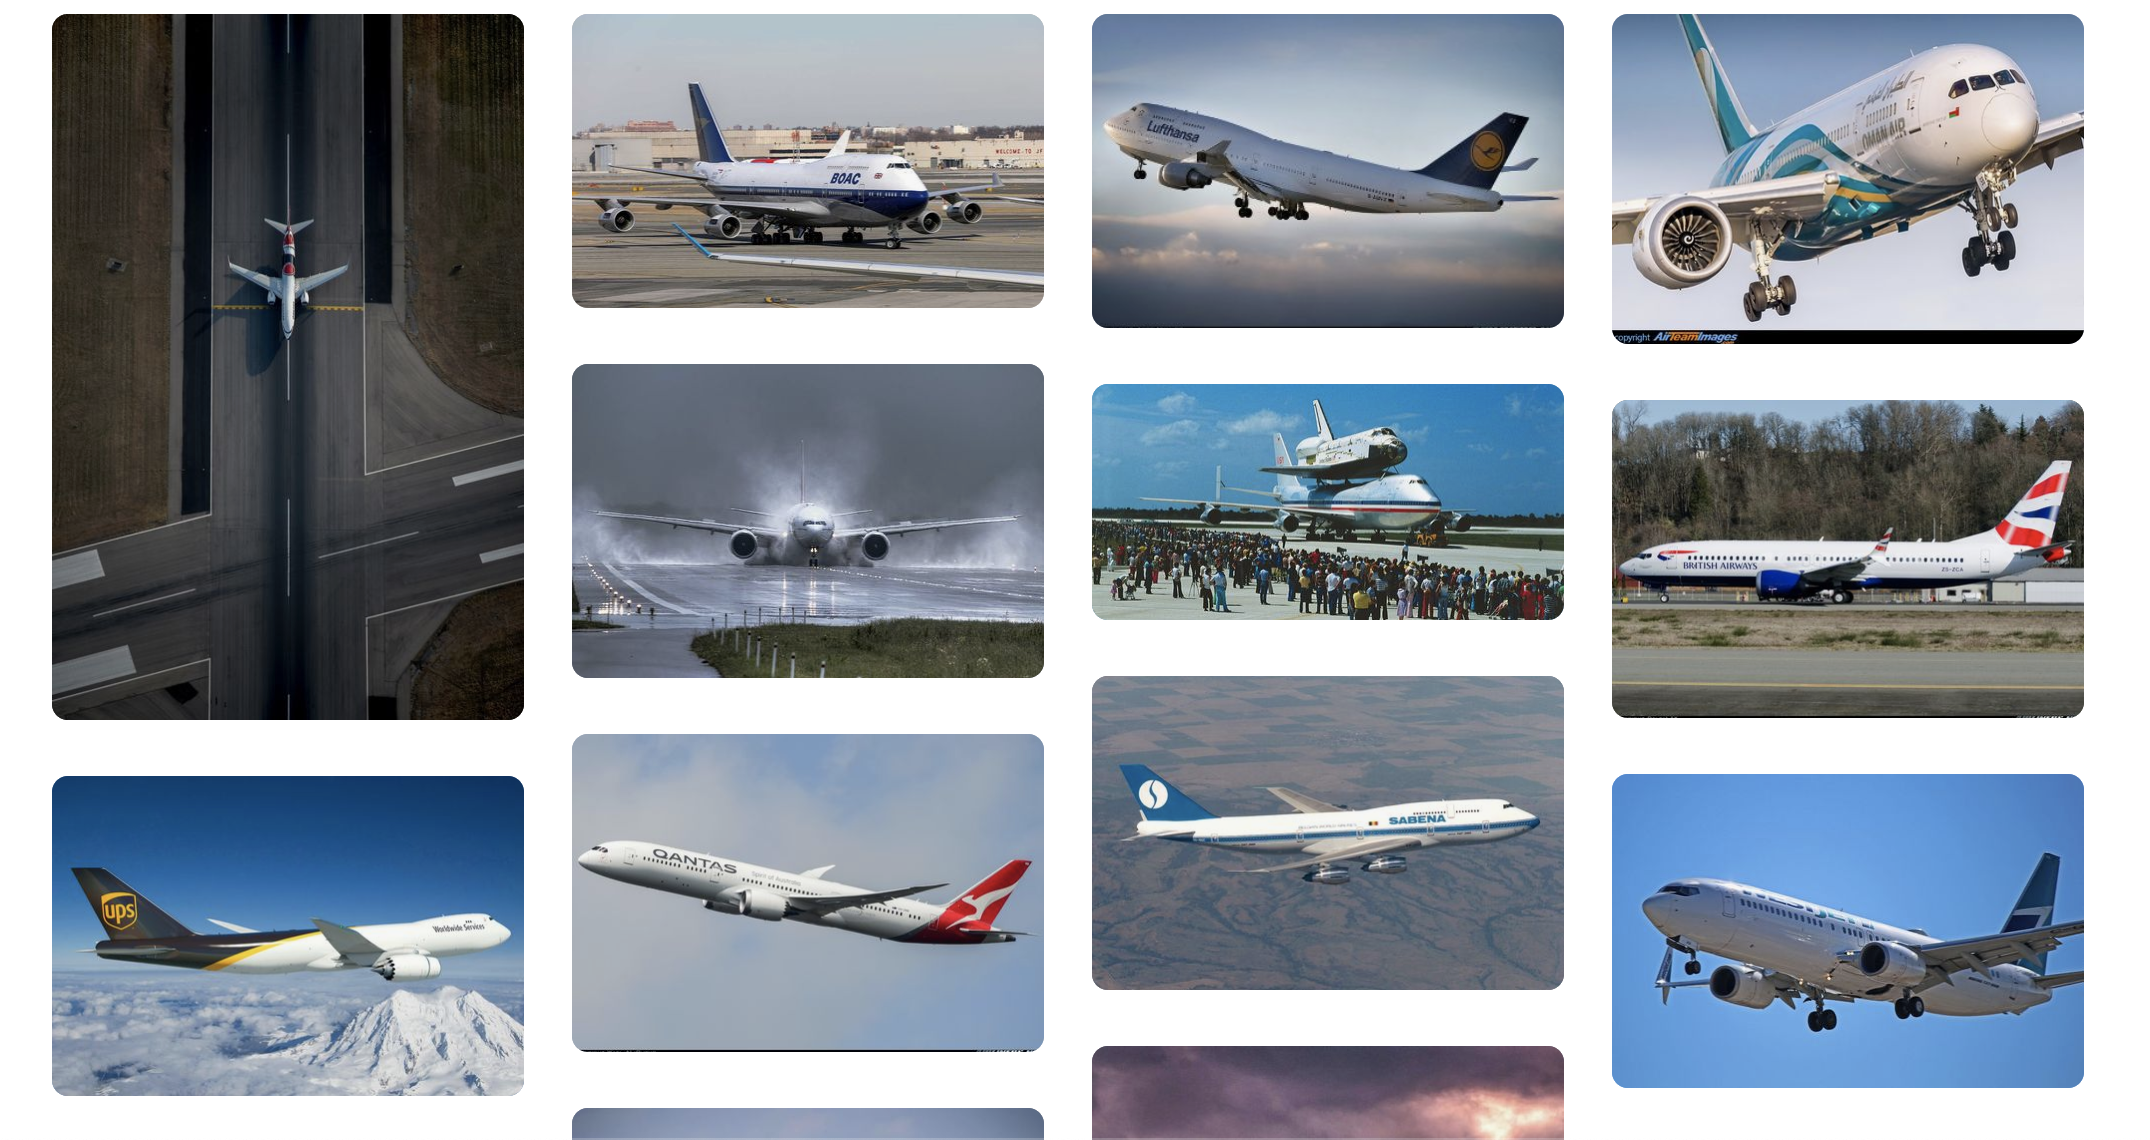 BOAC
WELCOME TO JF
Lufthansa
OMAN AIR
copyright AirTeamImages
BRITISH AIRWAYS
ZS-ZCA
ups
Worldwide Services
QANTAS
Spirit of Australia
SABENA